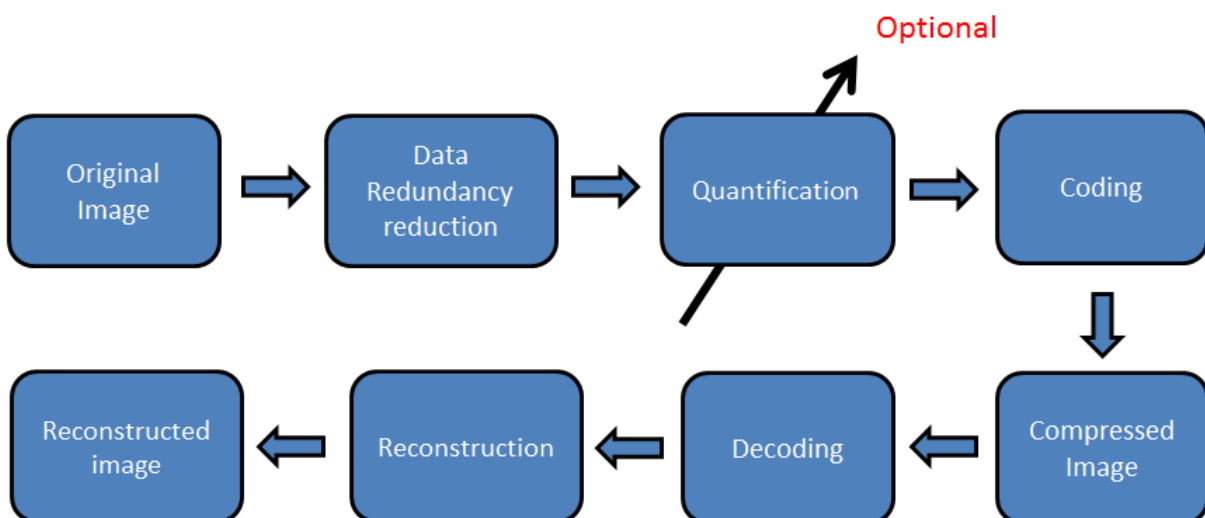 Optional
Original
Image
Data
Redundancy
reduction
Quantification
Coding
Reconstructed
image
Reconstruction
Decoding
Compressed
Image